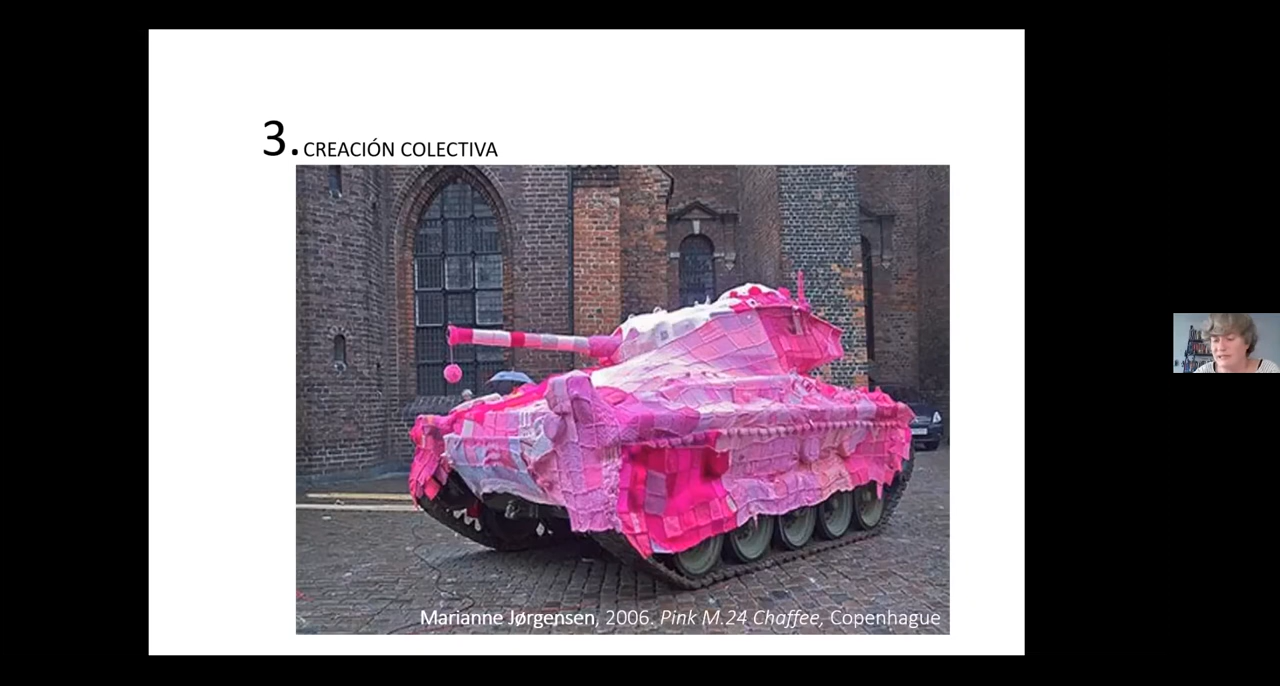 3. CREACIÓN COLECTIVA
Marianne Jørgensen, 2006. Pink M.24 Chaffee, Copenhague